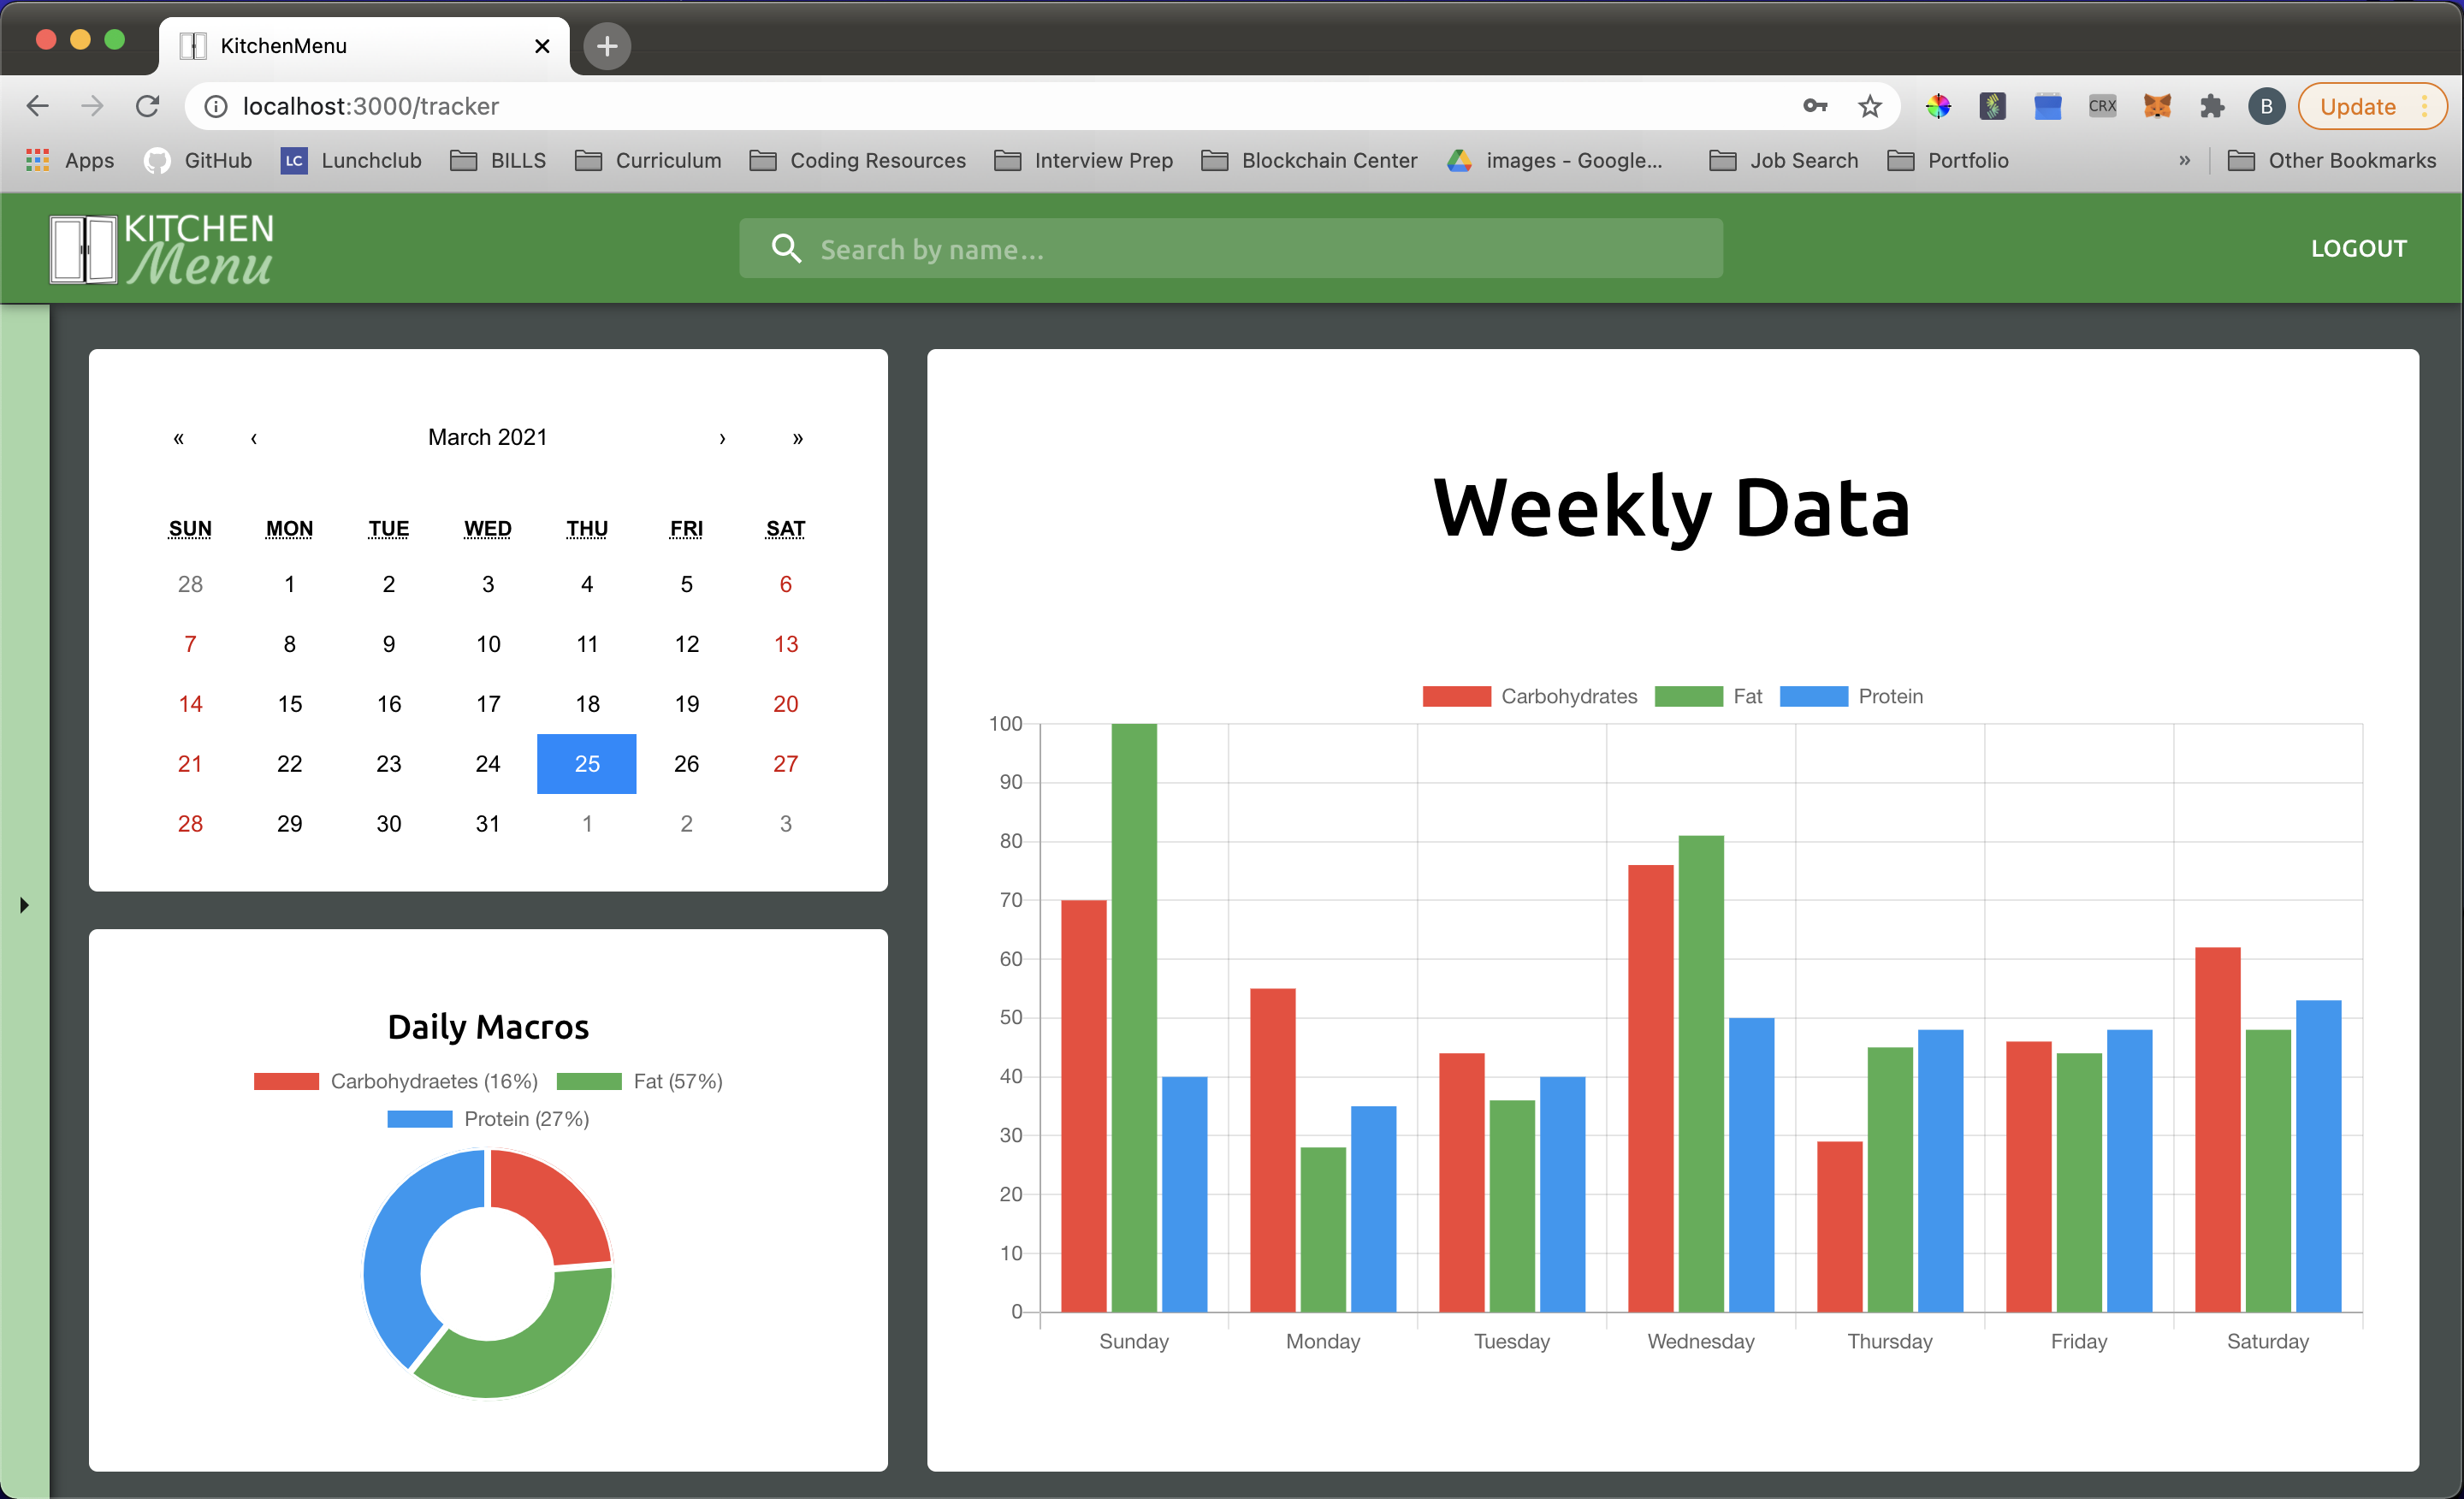 KitchenMenu
localhost:3000/tracker
CRX
B
Update
Apps
GitHub
LC
Lunchclub
BILLS
Curriculum
Coding Resources
Interview Prep
Blockchain Center
images - Google...
Job Search
Portfolio
»
Other Bookmarks
KITCHEN
Menu
Search by name...
LOGOUT
« ‹ March 2021 › »
SUN MON TUE WED THU FRI SAT
28 1 2 3 4 5 6
7 8 9 10 11 12 13
14 15 16 17 18 19 20
21 22 23 24 25 26 27
28 29 30 31 1 2 3
Daily Macros
Carbohydraetes (16%) Fat (57%)
Protein (27%)
Weekly Data
Carbohydrates Fat Protein
100
90
80
70
60
50
40
30
20
10
0
Sunday Monday Tuesday Wednesday Thursday Friday Saturday